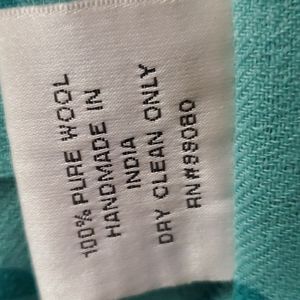 100% PURE WOOL
HANDMADE IN
INDIA
DRY CLEAN ONLY
RN#99080